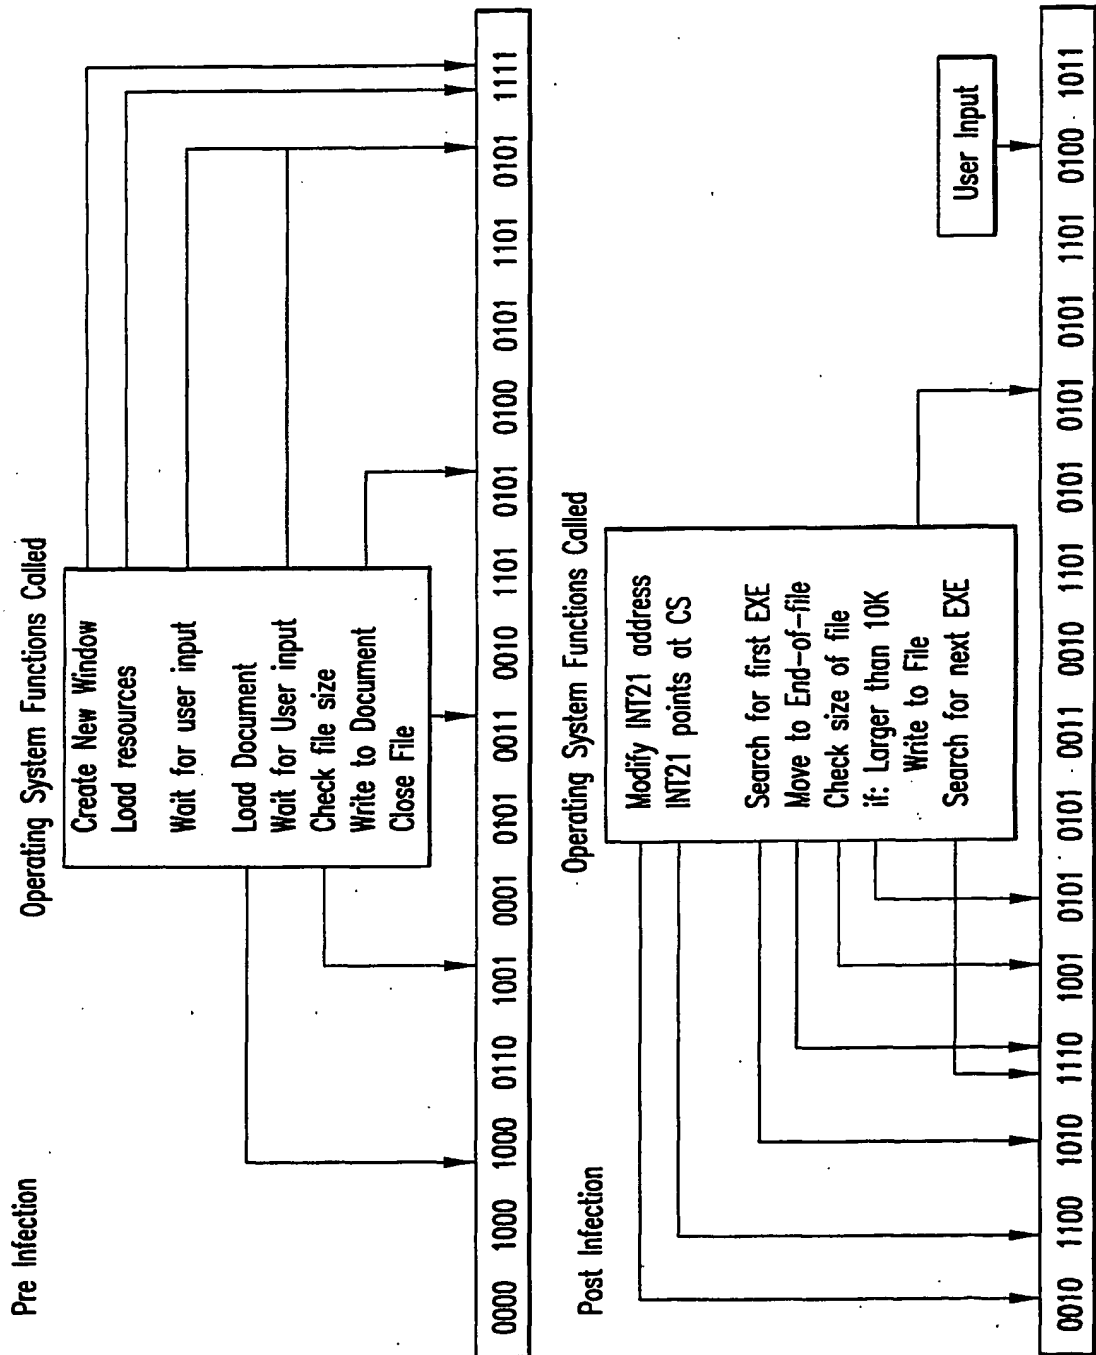 Pre Infection
Operating System Functions Called
Create New Window
Load resources
Wait for user input
Load Document
Wait for User input
Check file size
Write to Document
Close File
0000 1000 1000 0110 1001 0001 0101 0011 0010 1101 0101 0100 0101 1101 0101 1111
Post Infection
Operating System Functions Called
Modify INT21 address
INT21 points at CS
Search for first EXE
Move to End-of-file
Check size of file
if: Larger than 10K
Write to File
Search for next EXE
User Input
0010 1100 1010 1110 1001 0101 0101 0011 0010 1101 0101 0101 0101 1101 0100 1011